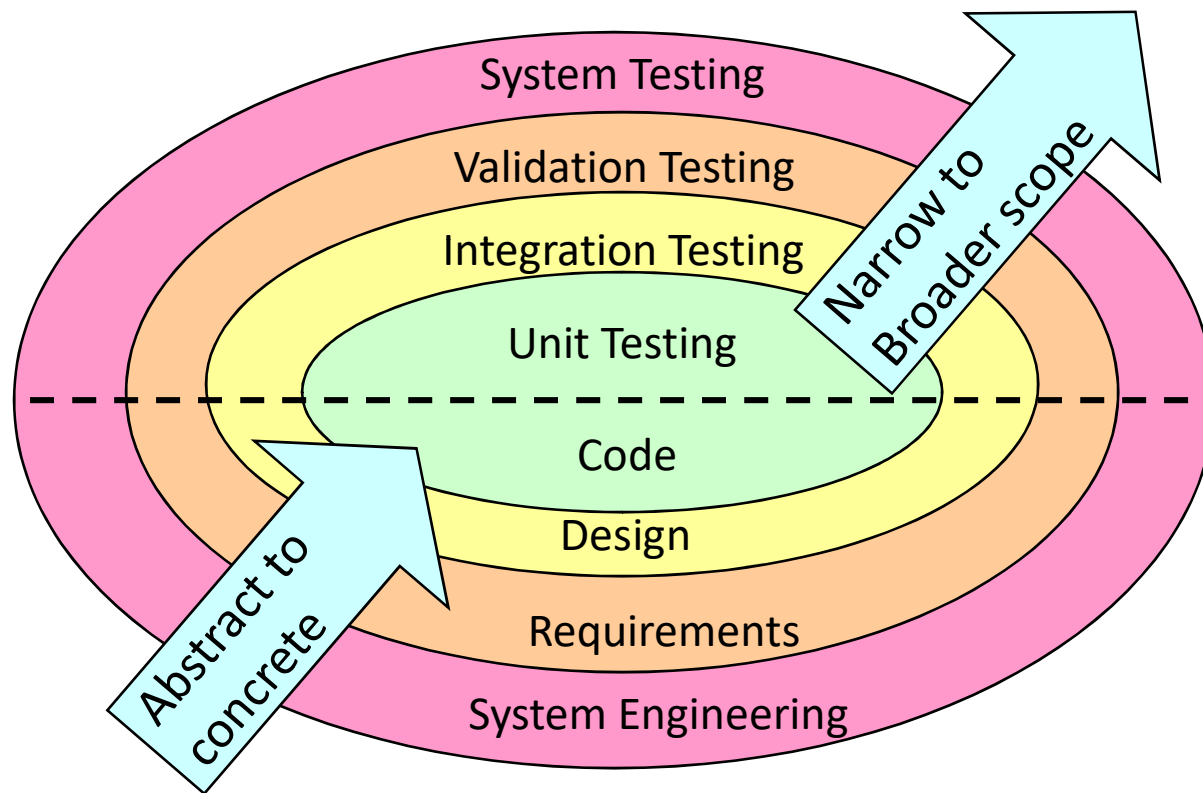 System Testing
Validation Testing
Integration Testing
Unit Testing
Narrow to
Broader scope
Code
Design
Requirements
System Engineering
Abstract to
concrete